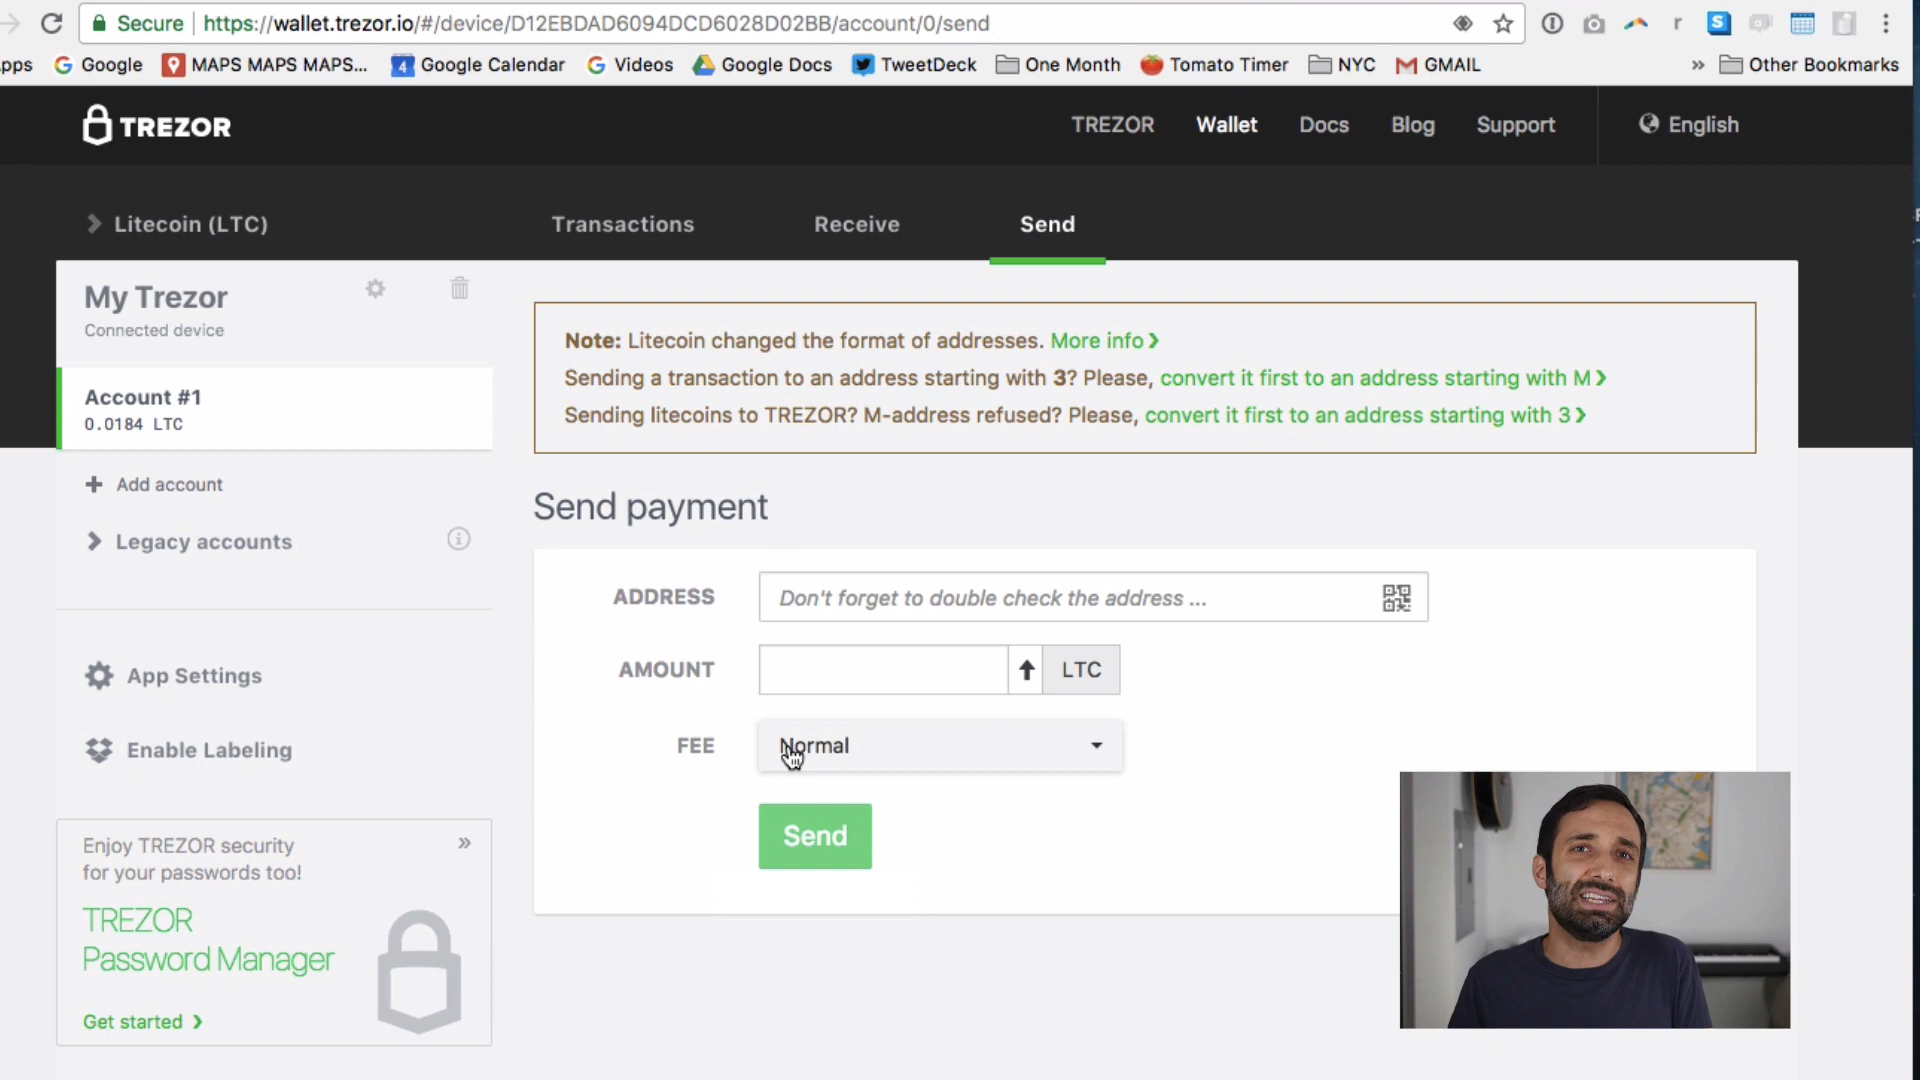 Secure https://wallet.trezor.io/#/device/D12EBDAD6094DCD6028D02BB/account/0/send
pps Google MAPS MAPS MAPS... 4 Google Calendar Videos Google Docs TweetDeck One Month Tomato Timer NYC GMAIL » Other Bookmarks
TREZOR TREZOR Wallet Docs Blog Support English
Litecoin (LTC) Transactions Receive Send
My Trezor
Connected device
Account #1
0.0184 LTC
Add account
Legacy accounts
App Settings
Enable Labeling
Enjoy TREZOR security »
for your passwords too!
TREZOR
Password Manager
Get started
Note: Litecoin changed the format of addresses. More info
Sending a transaction to an address starting with 3? Please, convert it first to an address starting with M
Sending litecoins to TREZOR? M-address refused? Please, convert it first to an address starting with 3
Send payment
ADDRESS Don't forget to double check the address ...
AMOUNT LTC
FEE Normal
Send